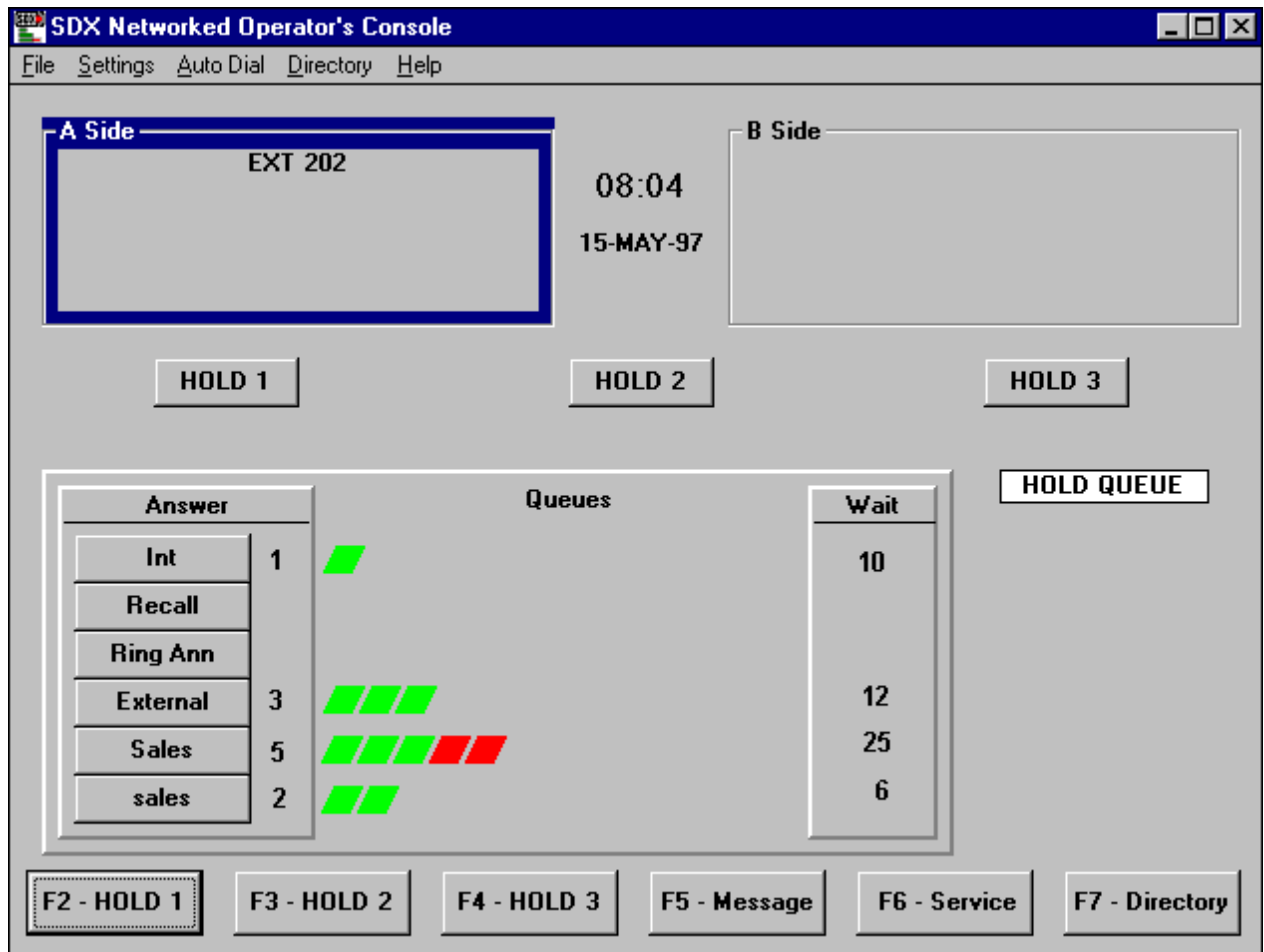 SDX Networked Operator's Console
File Settings Auto Dial Directory Help
A Side
B Side
EXT 202
08:04
15-MAY-97
HOLD 1 HOLD 2 HOLD 3
HOLD QUEUE
Answer Queues Wait
Int 1 10
Recall
Ring Ann
External 3 12
Sales 5 25
sales 2 6
F2 - HOLD 1 F3 - HOLD 2 F4 - HOLD 3 F5 - Message F6 - Service F7 - Directory